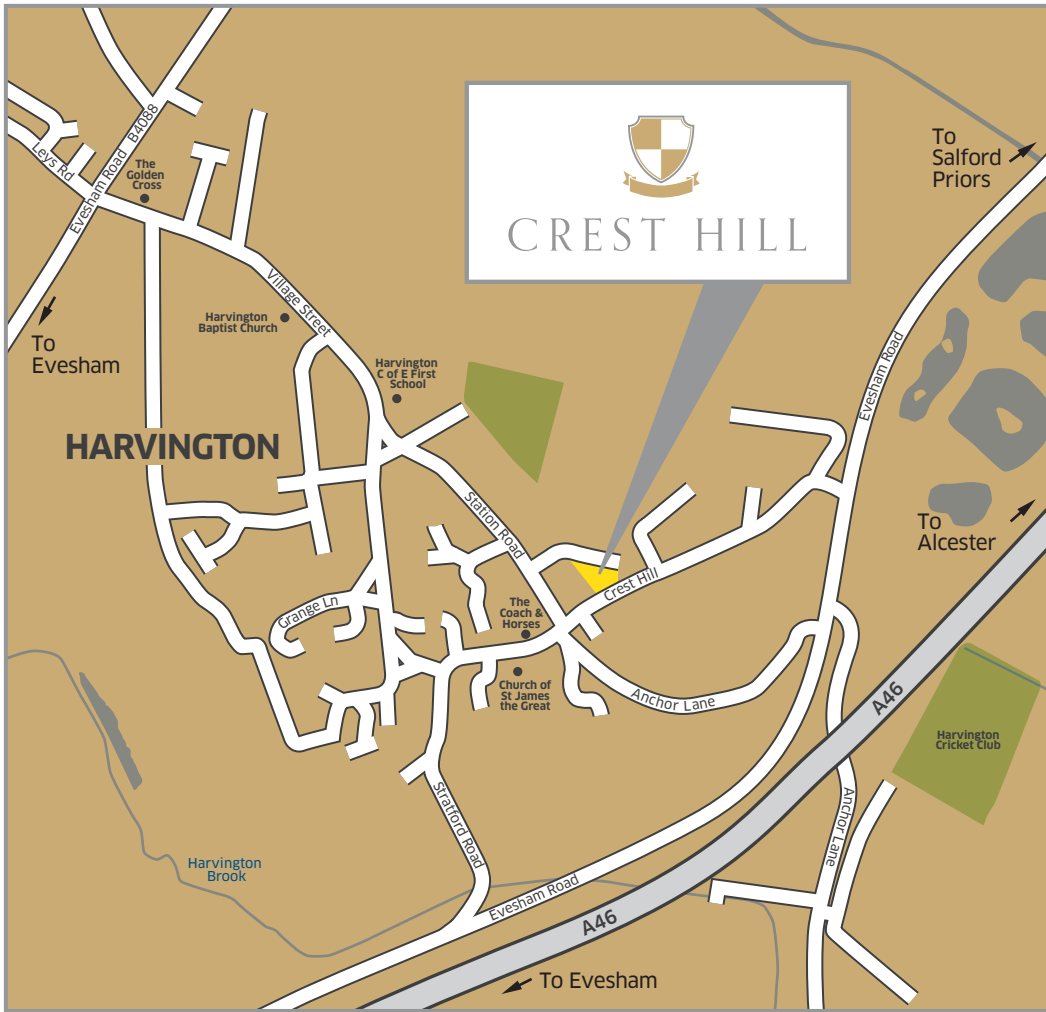 Evesham Road B4088
Leys Rd
The
Golden
Cross
To
Salford
Priors
CREST HILL
Village Street
Harvington
Baptist Church
To
Evesham
Harvington
C of E First
School
Evesham Road
HARVINGTON
Station Road
To
Alcester
Crest Hill
Grange Ln
The
Coach &
Horses
Church of
St James
the Great
Anchor Lane
A46
Harvington
Cricket Club
Stratford Road
Anchor Lane
Harvington
Brook
Evesham Road
A46
To Evesham